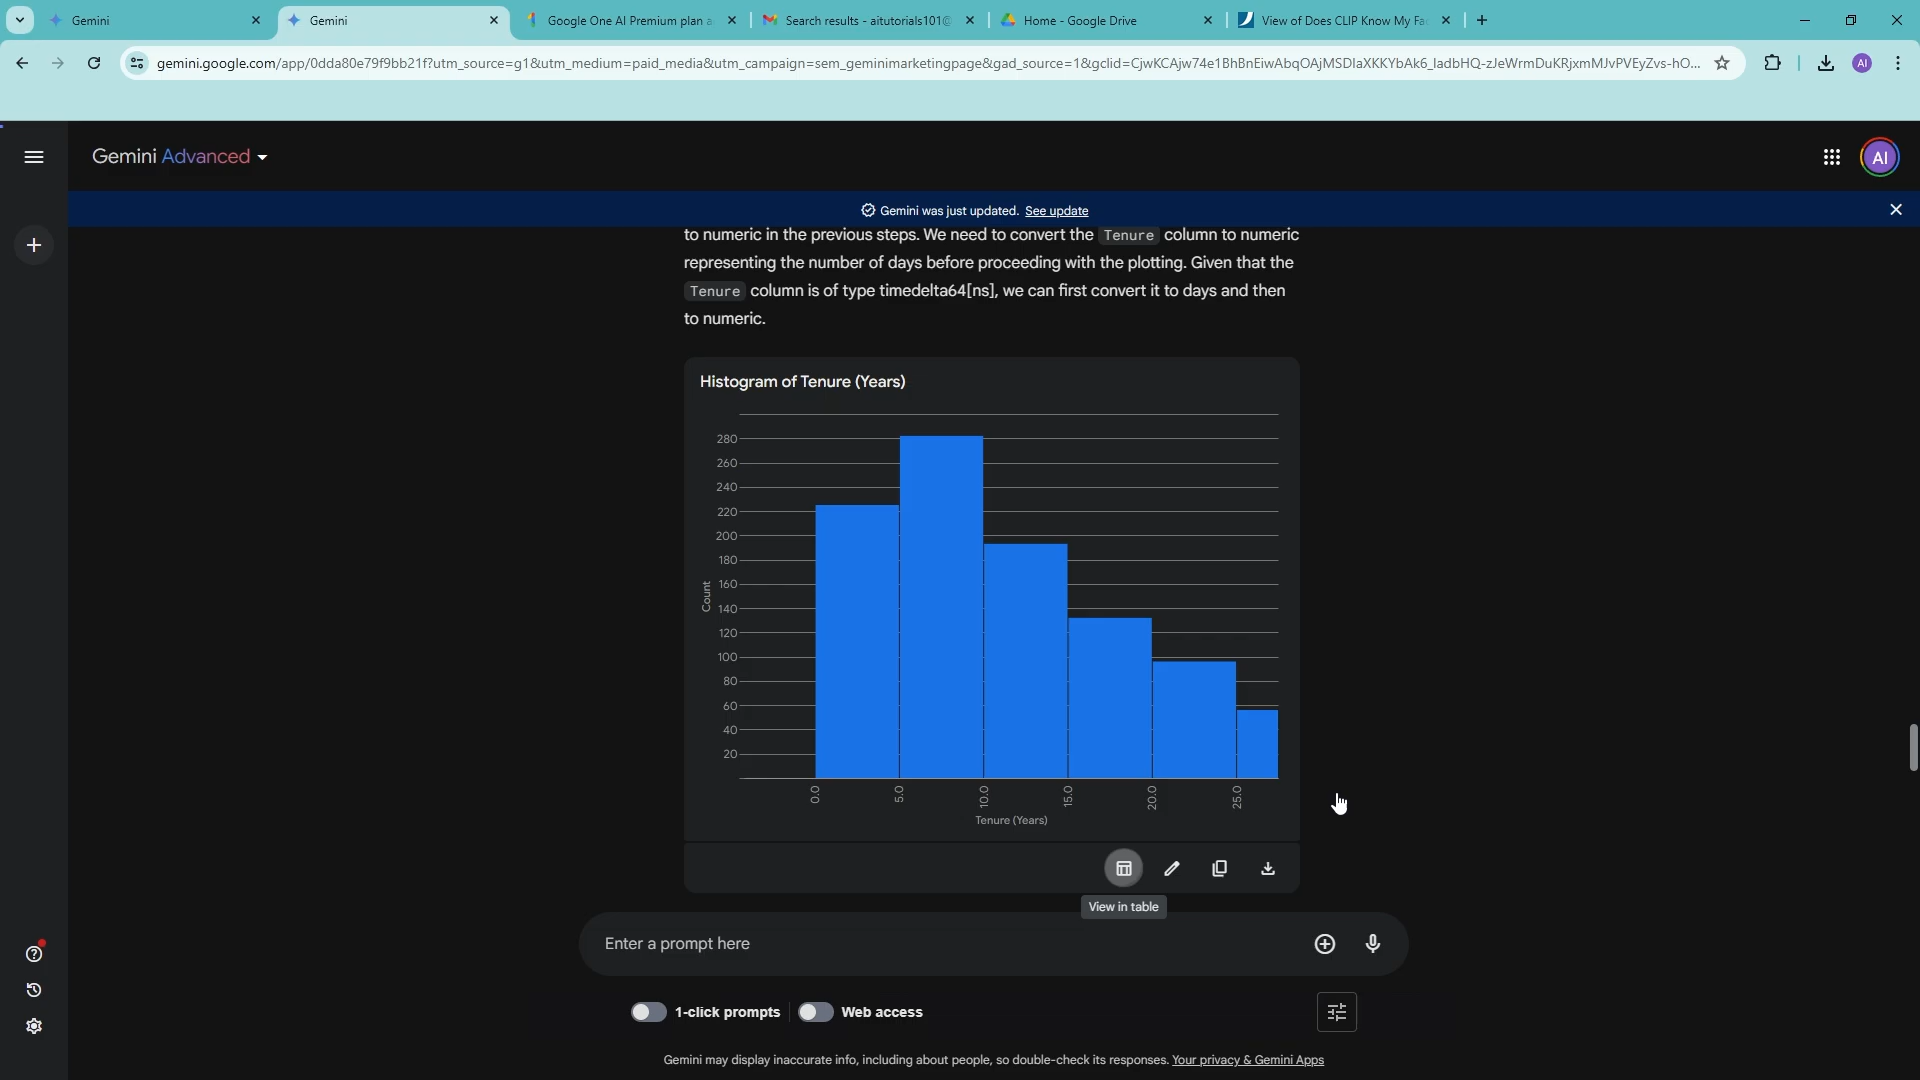 Gemini
Gemini
Google One AI Premium plan a
Search results - aitutorials101@
Home - Google Drive
View of Does CLIP Know My Fa
gemini.google.com/app/0dda80e79f9bb21f?utm_source=g1&utm_medium=paid_media&utm_campaign=sem_geminimarketingpage&gad_source=1&gclid=CjwKCAjw74e1BhBnEiwAbqOAjMSDlaXKKYbAk6_ladbHQ-zJeWrmDuKRjxmMJvPVEyZvs-hO...
AI
Gemini Advanced
AI
Gemini was just updated. See update
to numeric in the previous steps. We need to convert the Tenure column to numeric
representing the number of days before proceeding with the plotting. Given that the
Tenure column is of type timedelta64[ns], we can first convert it to days and then
to numeric.
Histogram of Tenure (Years)
280
260
240
220
200
180
160
140
120
100
80
60
40
20
Count
0.0 5.0 10.0 15.0 20.0 25.0
Tenure (Years)
View in table
Enter a prompt here
1-click prompts Web access
Gemini may display inaccurate info, including about people, so double-check its responses. Your privacy & Gemini Apps